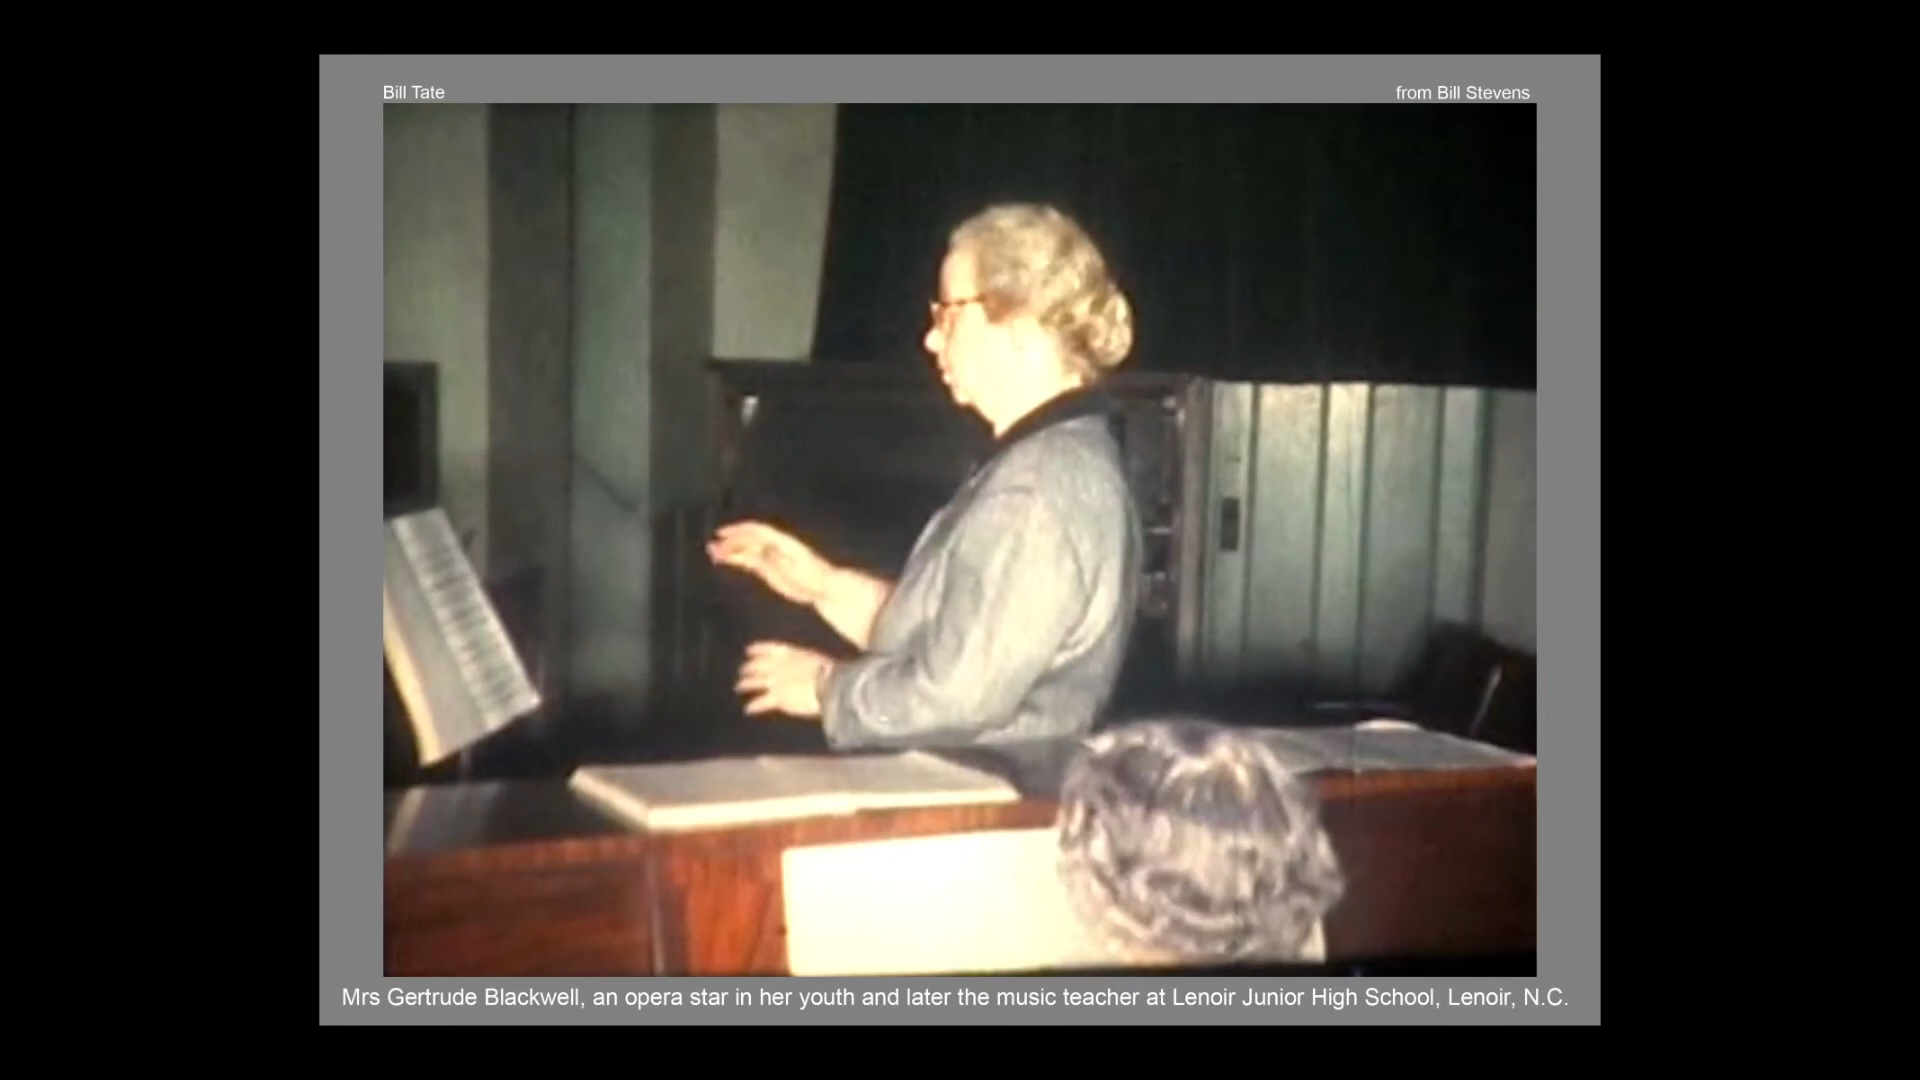 Bill Tate
from Bill Stevens
Mrs Gertrude Blackwell, an opera star in her youth and later the music teacher at Lenoir Junior High School, Lenoir, N.C.